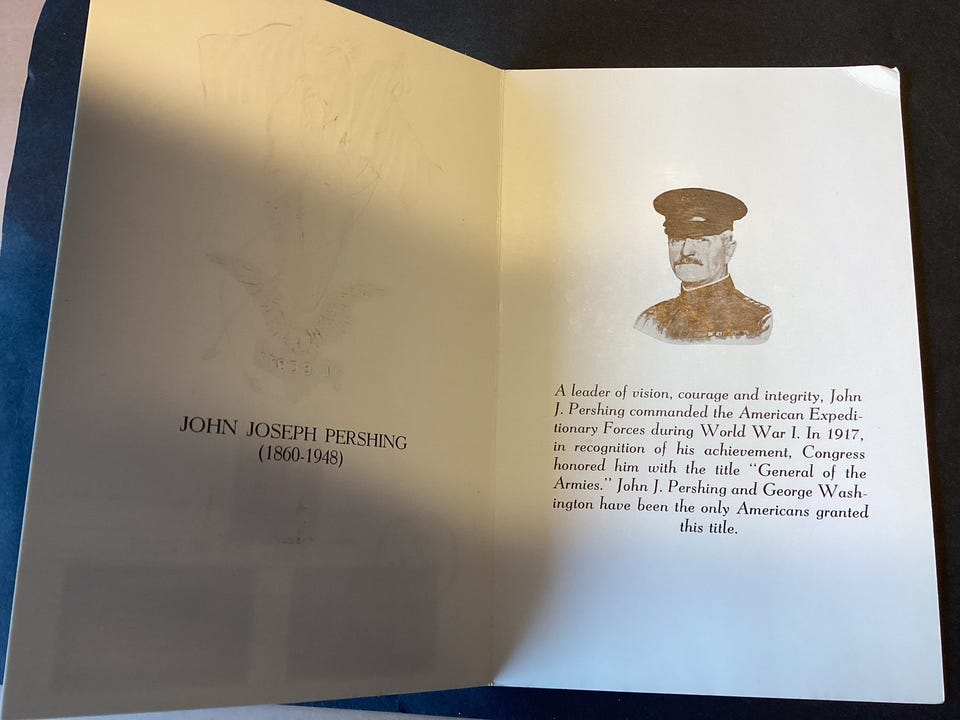 JOHN JOSEPH PERSHING
(1860-1948)
A leader of vision, courage and integrity, John
J. Pershing commanded the American Expedi-
tionary Forces during World War I. In 1917,
in recognition of his achievement, Congress
honored him with the title “General of the
Armies.” John J. Pershing and George Wash-
ington have been the only Americans granted
this title.